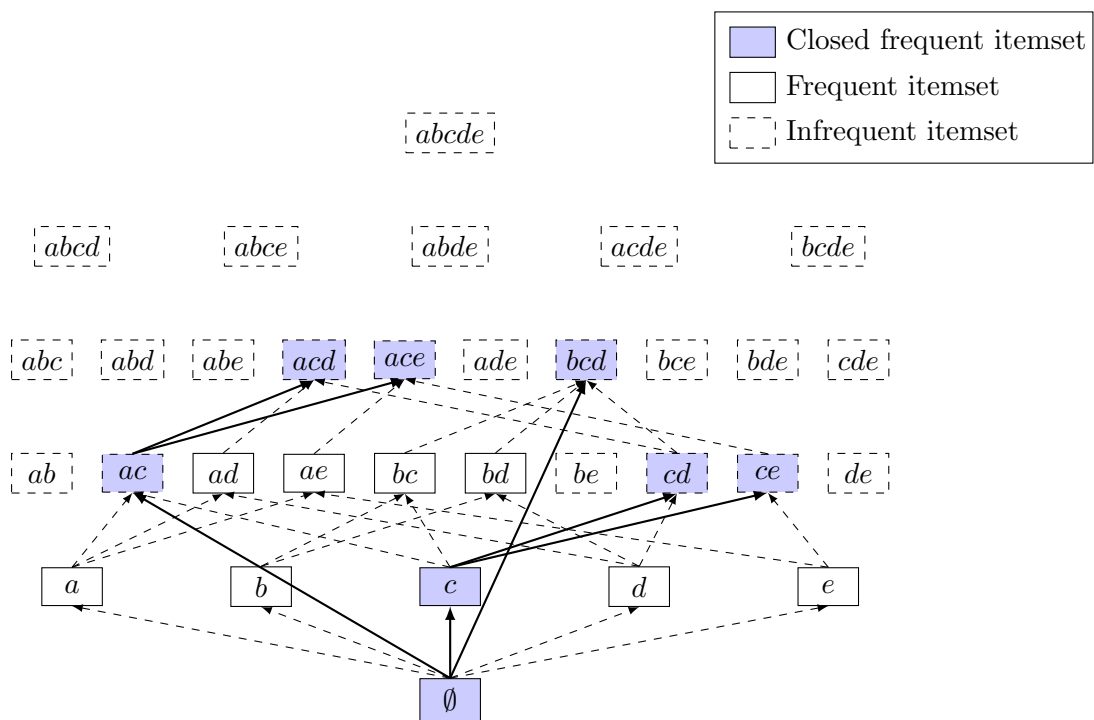 Closed frequent itemset
Frequent itemset
Infrequent itemset
abcde
abcd abce abde acde bcde
abc abd abe acd ace ade bcd bce bde cde
ab ac ad ae bc bd be cd ce de
a b c d e
∅